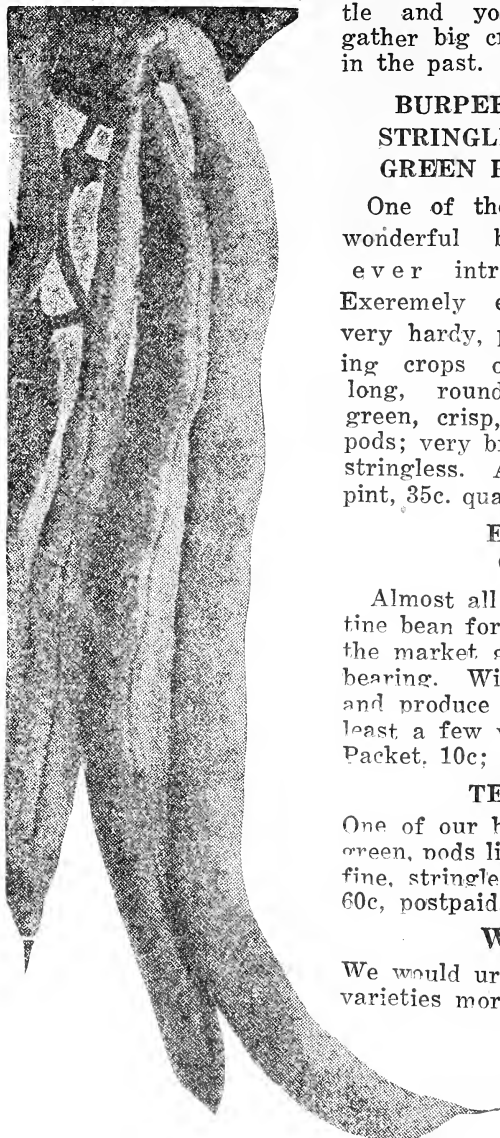 tle and yo
gather big cr
in the past.
BURPEE
STRINGL
GREEN
One of the
wonderful b
ever intr
Exeremely e
very hardy, p
ing crops
long, round
green, crisp,
pods; very br
stringless.
pint, 35c. qua
E
Almost all
tine bean for
the market g
bearing. Wi
and produce
least a few
Packet, 10c;
TE
One of our
green, pods li
fine, stringle
60c, postpaid
W
We would ur
varieties mor